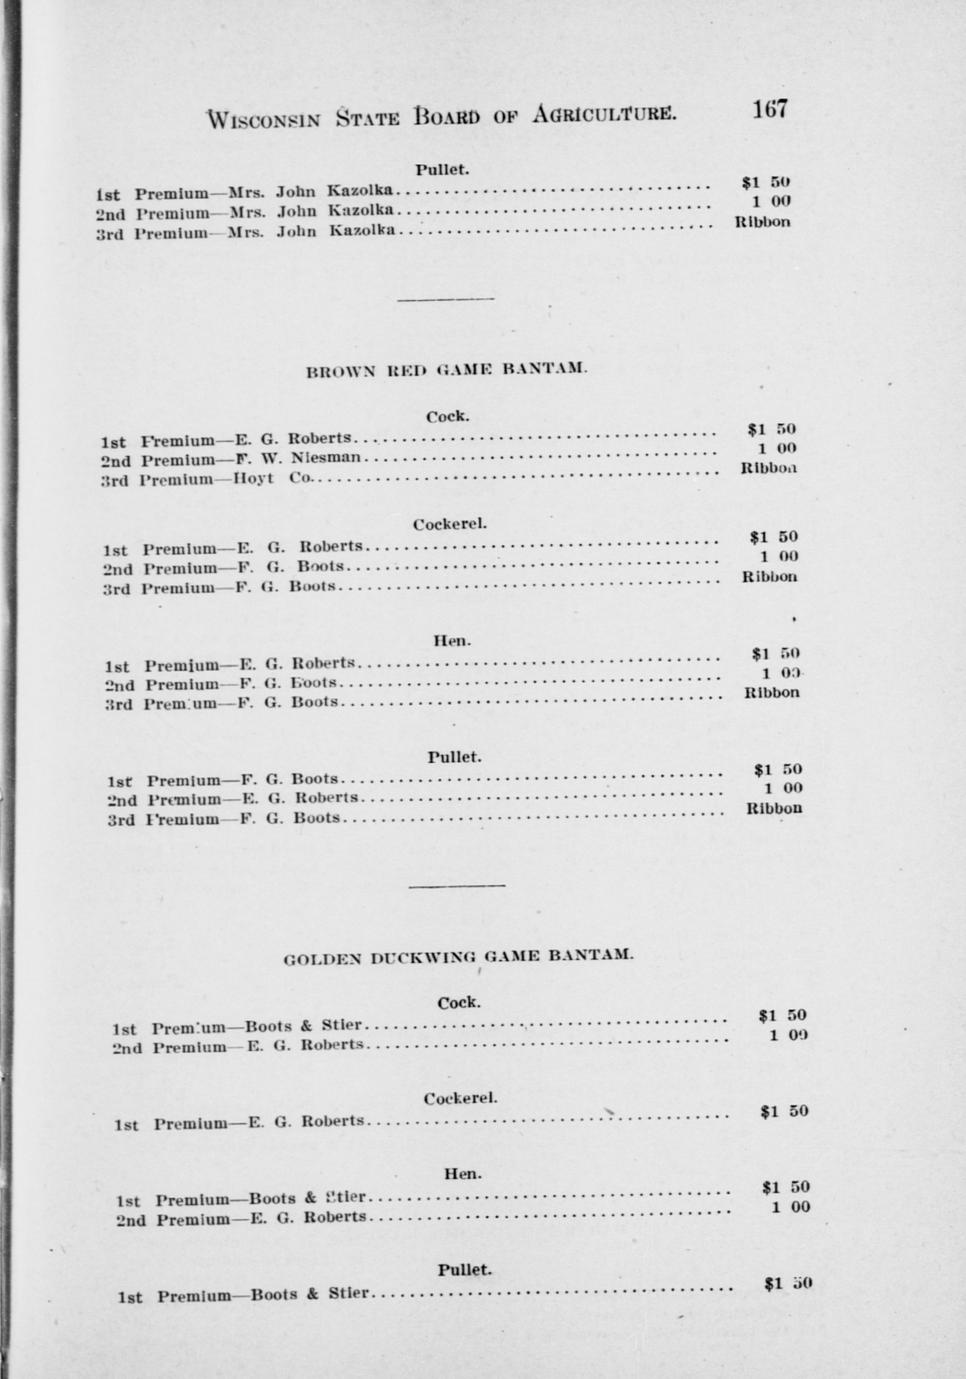 WISCONSIN STATE BOARD OF AGRICULTURE. 167
Pullet.
1st Premium—Mrs. John Kazolka................................ $1 50
2nd Premium—Mrs. John Kazolka................................ 1 00
3rd Premium—Mrs. John Kazolka................................ Ribbon
BROWN RED GAME BANTAM.
Cock.
1st Premium—E. G. Roberts..................................... $1 50
2nd Premium—F. W. Niesman.................................... 1 00
3rd Premium—Hoyt Co.......................................... Ribbon
Cockerel.
1st Premium—E. G. Roberts.................................... $1 50
2nd Premium—F. G. Boots...................................... 1 00
3rd Premium—F. G. Boots....................................... Ribbon
Hen.
1st Premium—E. G. Roberts..................................... $1 50
2nd Premium—F. G. Boots....................................... 1 00
3rd Premium—F. G. Boots....................................... Ribbon
Pullet.
1st Premium—F. G. Boots....................................... $1 50
2nd Premium—E. G. Roberts..................................... 1 00
3rd Premium—F. G. Boots....................................... Ribbon
GOLDEN DUCKWING GAME BANTAM.
Cock.
1st Premium—Boots & Stier..................................... $1 50
2nd Premium—E. G. Roberts..................................... 1 00
Cockerel.
1st Premium—E. G. Roberts..................................... $1 50
Hen.
1st Premium—Boots & Stier..................................... $1 50
2nd Premium—E. G. Roberts..................................... 1 00
Pullet.
1st Premium—Boots & Stier..................................... $1 50